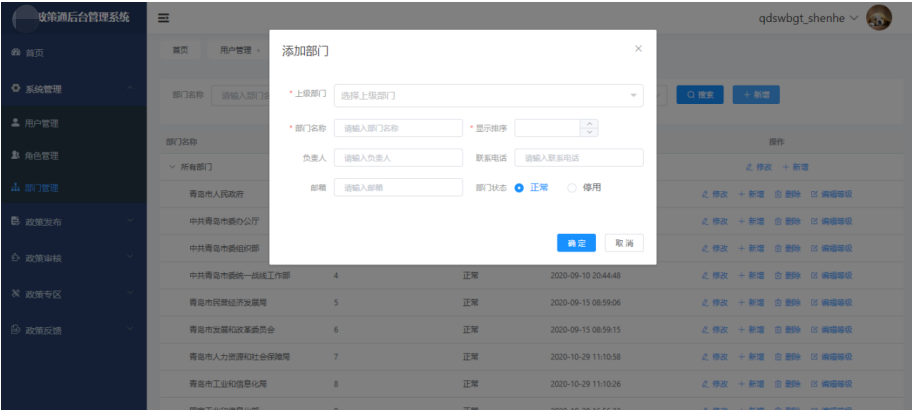 政策通后台管理系统
qdswbgt_shenhe
首页
系统管理
用户管理
角色管理
部门管理
政策发布
政策审核
政策专区
政策反馈
首页 用户管理
部门名称 请输入部门名 搜索 + 新增
添加部门
* 上级部门 选择上级部门
* 部门名称 请输入部门名称 * 显示排序
负责人 请输入负责人 联系电话 请输入联系电话
邮箱 请输入邮箱 部门状态 正常 停用
确定 取消
部门名称 操作
所有部门 修改 + 新增
青岛市人民政府 修改 + 新增 删除 编辑等级
中共青岛市委办公厅 修改 + 新增 删除 编辑等级
中共青岛市委组织部 修改 + 新增 删除 编辑等级
中共青岛市委统一战线工作部 4 正常 2020-09-10 20:44:48 修改 + 新增 删除 编辑等级
青岛市民营经济发展局 5 正常 2020-09-15 08:59:06 修改 + 新增 删除 编辑等级
青岛市发展和改革委员会 6 正常 2020-09-15 08:59:15 修改 + 新增 删除 编辑等级
青岛市人力资源和社会保障局 7 正常 2020-10-29 11:10:58 修改 + 新增 删除 编辑等级
青岛市工业和信息化局 8 正常 2020-10-29 11:10:26 修改 + 新增 删除 编辑等级